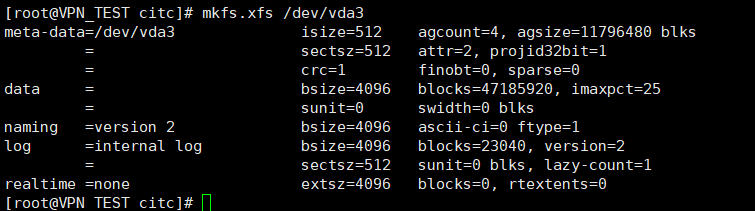 [root@VPN_TEST citc]# mkfs.xfs /dev/vda3
meta-data=/dev/vda3              isize=512    agcount=4, agsize=11796480 blks
         =                       sectsz=512   attr=2, projid32bit=1
         =                       crc=1        finobt=0, sparse=0
data     =                       bsize=4096   blocks=47185920, imaxpct=25
         =                       sunit=0      swidth=0 blks
naming   =version 2              bsize=4096   ascii-ci=0 ftype=1
log      =internal log           bsize=4096   blocks=23040, version=2
         =                       sectsz=512   sunit=0 blks, lazy-count=1
realtime =none                   extsz=4096   blocks=0, rtextents=0
[root@VPN_TEST citc]#